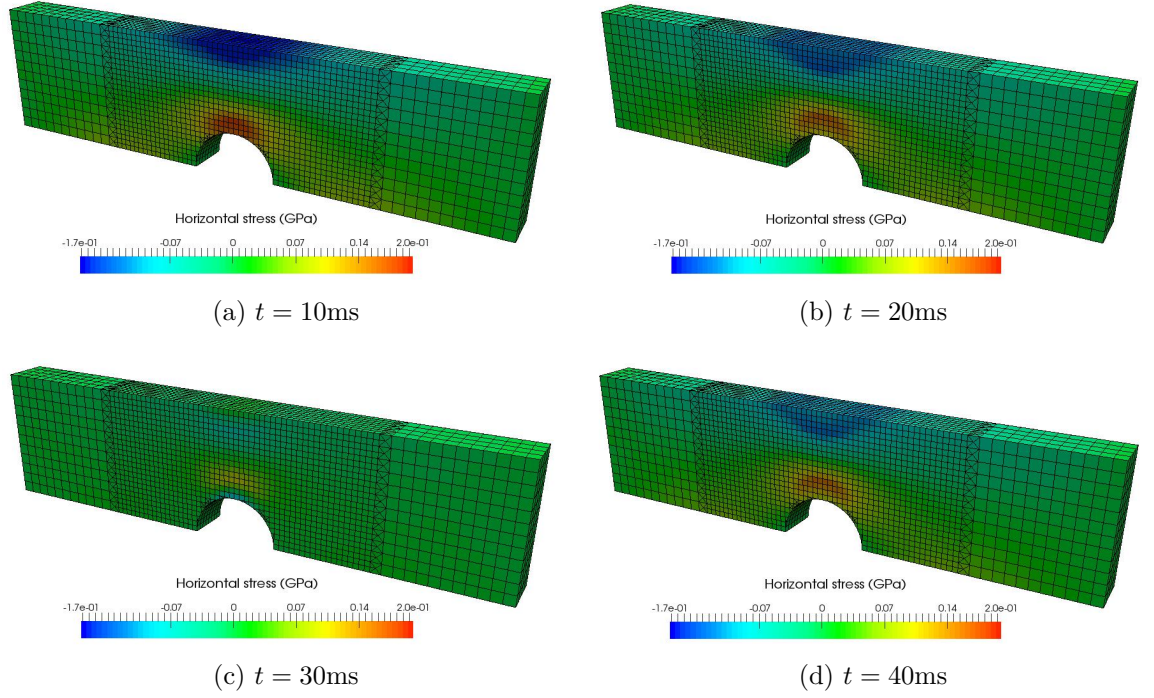 Horizontal stress (GPa)
-1.7e-01 -0.07 0 0.07 0.14 2.0e-01
(a) t = 10ms
Horizontal stress (GPa)
-1.7e-01 -0.07 0 0.07 0.14 2.0e-01
(b) t = 20ms
Horizontal stress (GPa)
-1.7e-01 -0.07 0 0.07 0.14 2.0e-01
(c) t = 30ms
Horizontal stress (GPa)
-1.7e-01 -0.07 0 0.07 0.14 2.0e-01
(d) t = 40ms